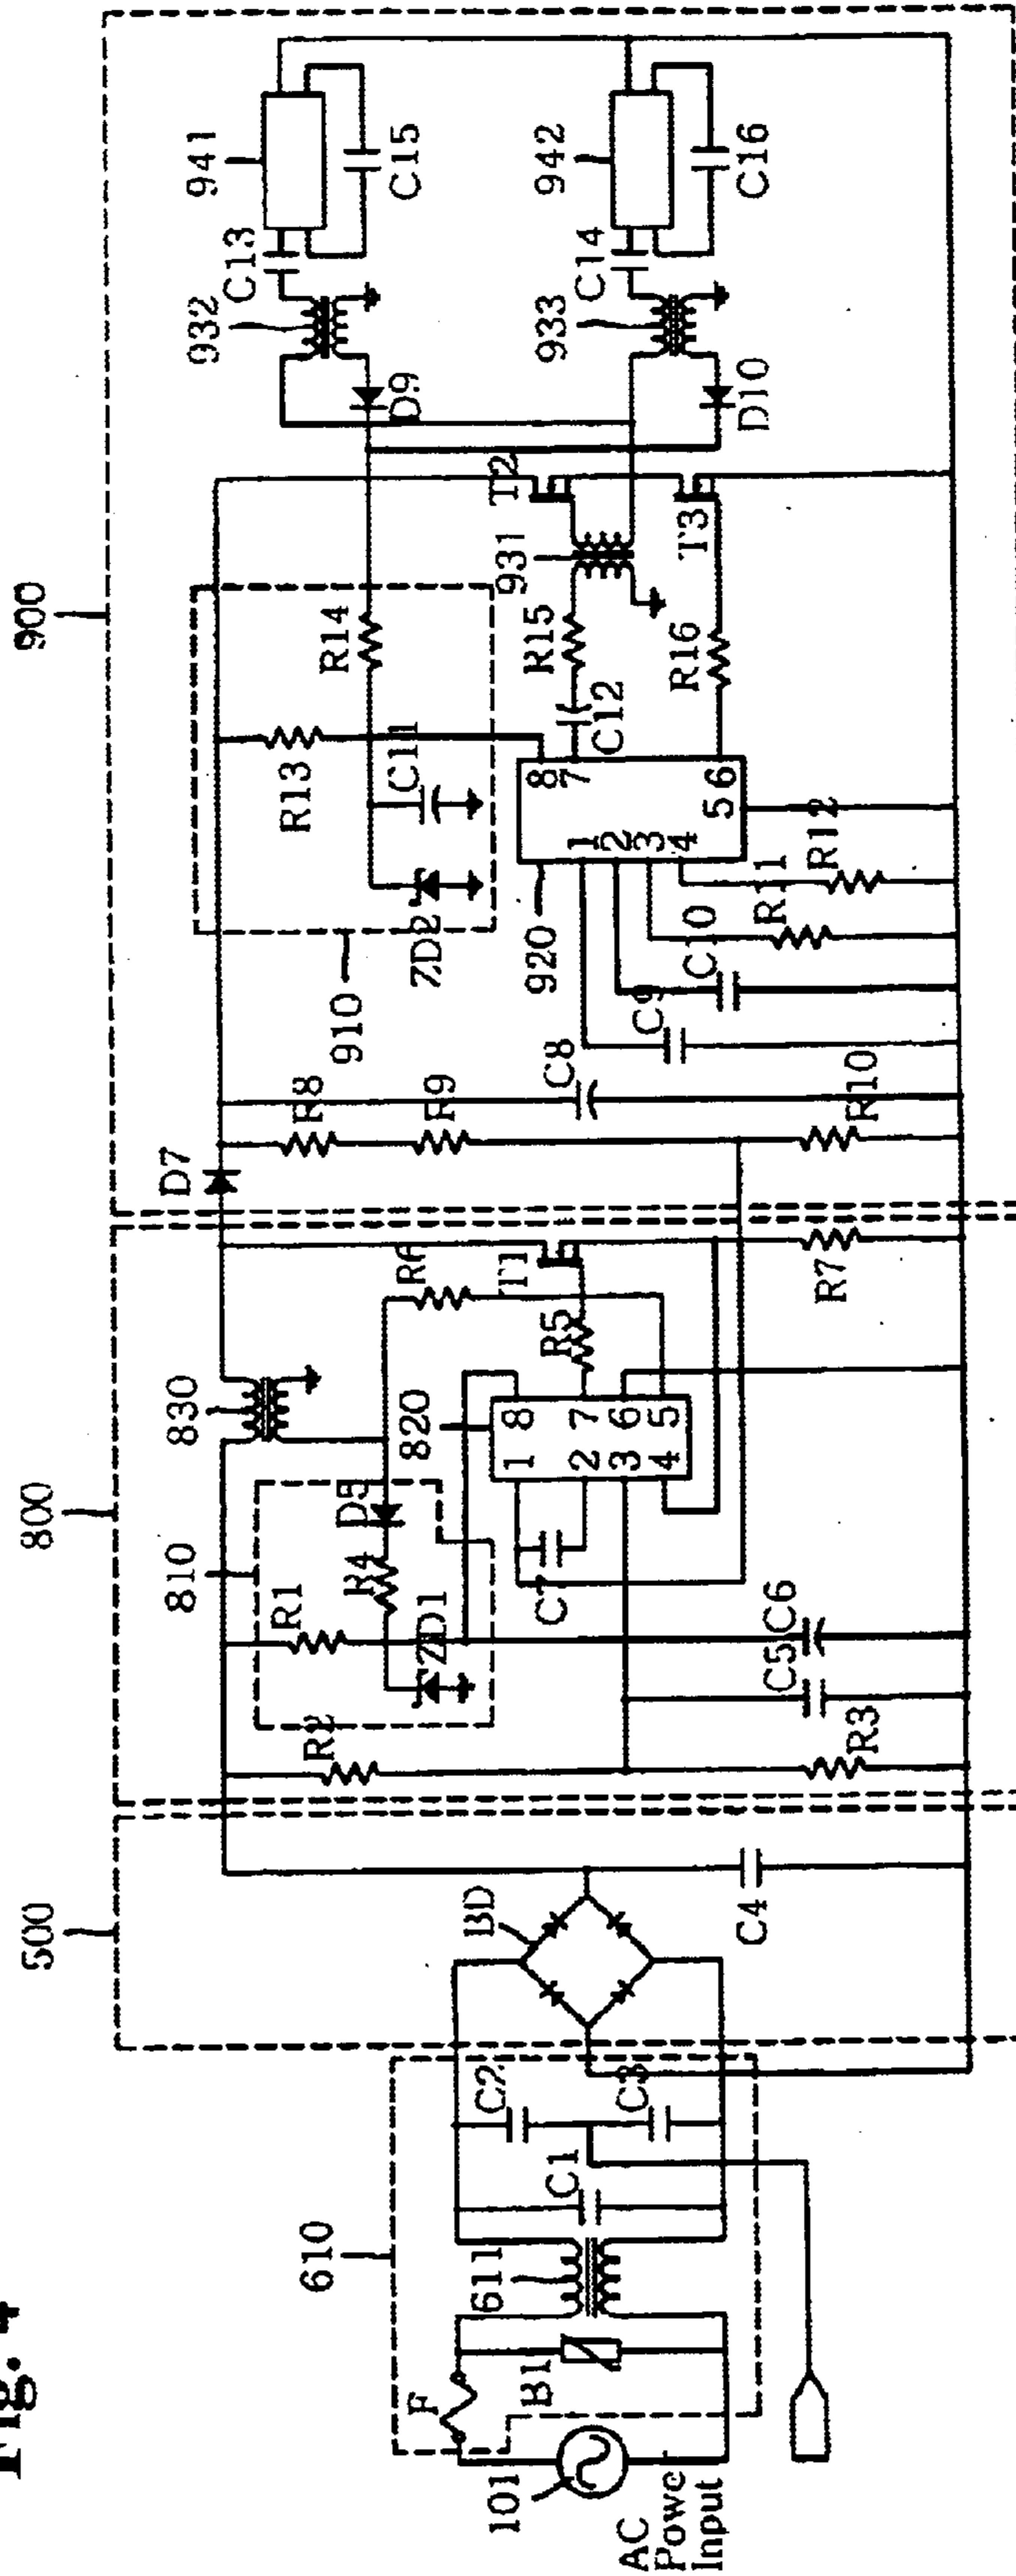 Fig. 4
500
800
900
610
101
AC
Powe
Input
F
B1
611
C1
C2
C3
BD
C4
810
830
820
R1
R2
R3
R4
D5
ZD1
C5
C6
C7
1
2
3
4
8
7
6
5
R5
R6
T1
R7
D7
R8
R9
R10
C8
910
920
ZD2
R13
C11
R14
C9
C10
R11
R12
1
2
3
4
8
7
5
6
C12
R15
R16
931
T2
T3
D9
D10
932
933
C13
C14
941
942
C15
C16